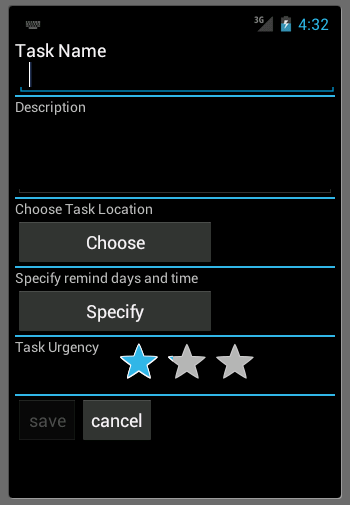 3G 4:32
Task Name
Description
Choose Task Location
Choose
Specify remind days and time
Specify
Task Urgency
save cancel